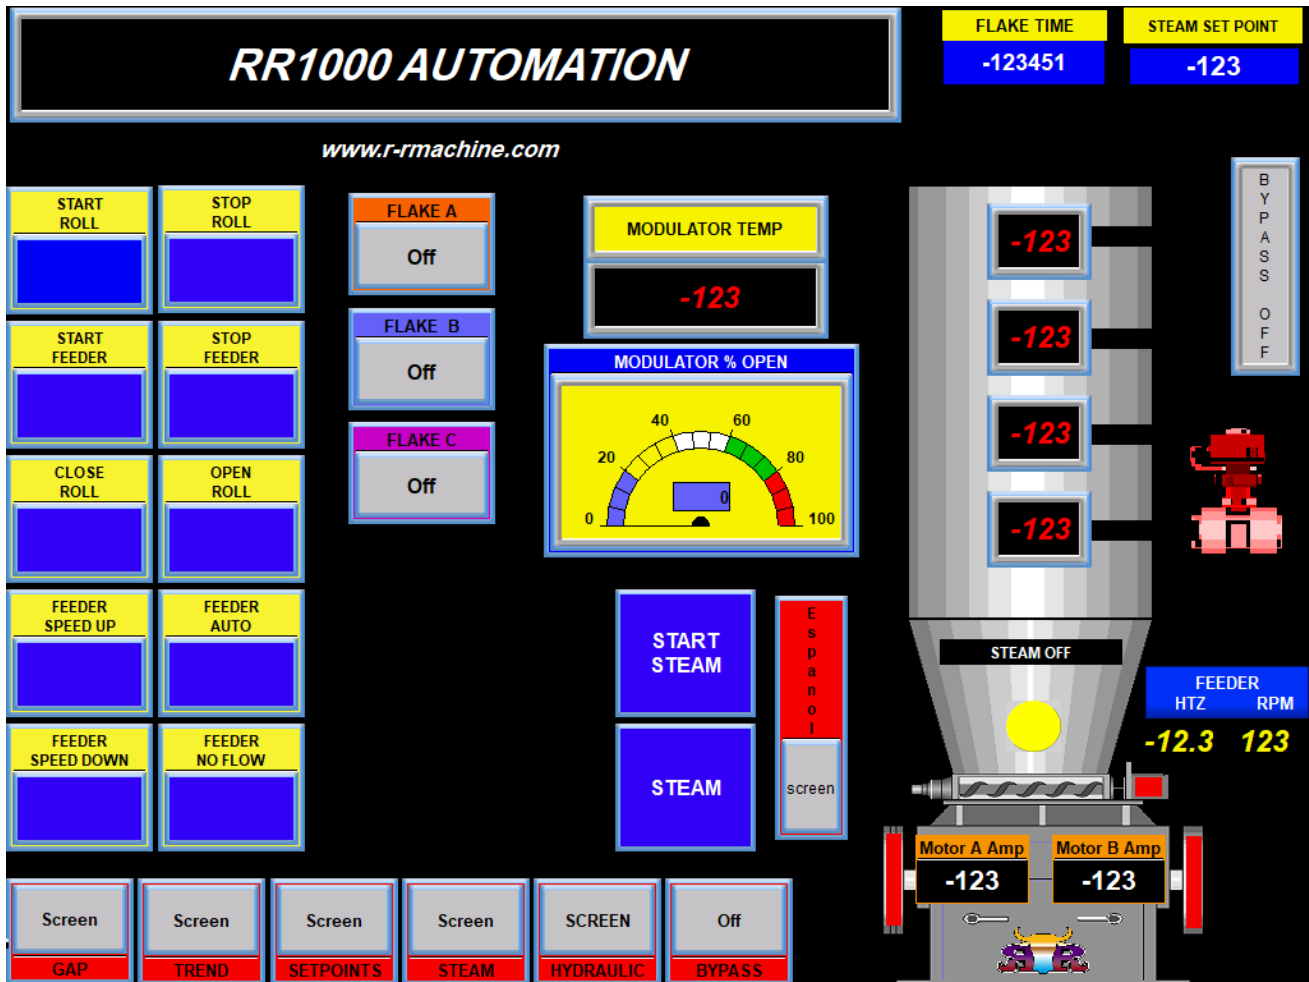 RR1000 AUTOMATION
FLAKE TIME
-123451
STEAM SET POINT
-123
www.r-rmachine.com
START
ROLL
STOP
ROLL
FLAKE A
Off
MODULATOR TEMP
-123
-123
BYPASS OFF
START
FEEDER
STOP
FEEDER
FLAKE B
Off
-123
MODULATOR % OPEN
0
20
40
60
80
100
0
FLAKE C
Off
-123
CLOSE
ROLL
OPEN
ROLL
-123
FEEDER
SPEED UP
FEEDER
AUTO
START
STEAM
Espanol
screen
STEAM OFF
FEEDER
HTZ RPM
-12.3 123
FEEDER
SPEED DOWN
FEEDER
NO FLOW
STEAM
Motor A Amp
-123
Motor B Amp
-123
Screen
GAP
Screen
TREND
Screen
SETPOINTS
Screen
STEAM
SCREEN
HYDRAULIC
Off
BYPASS